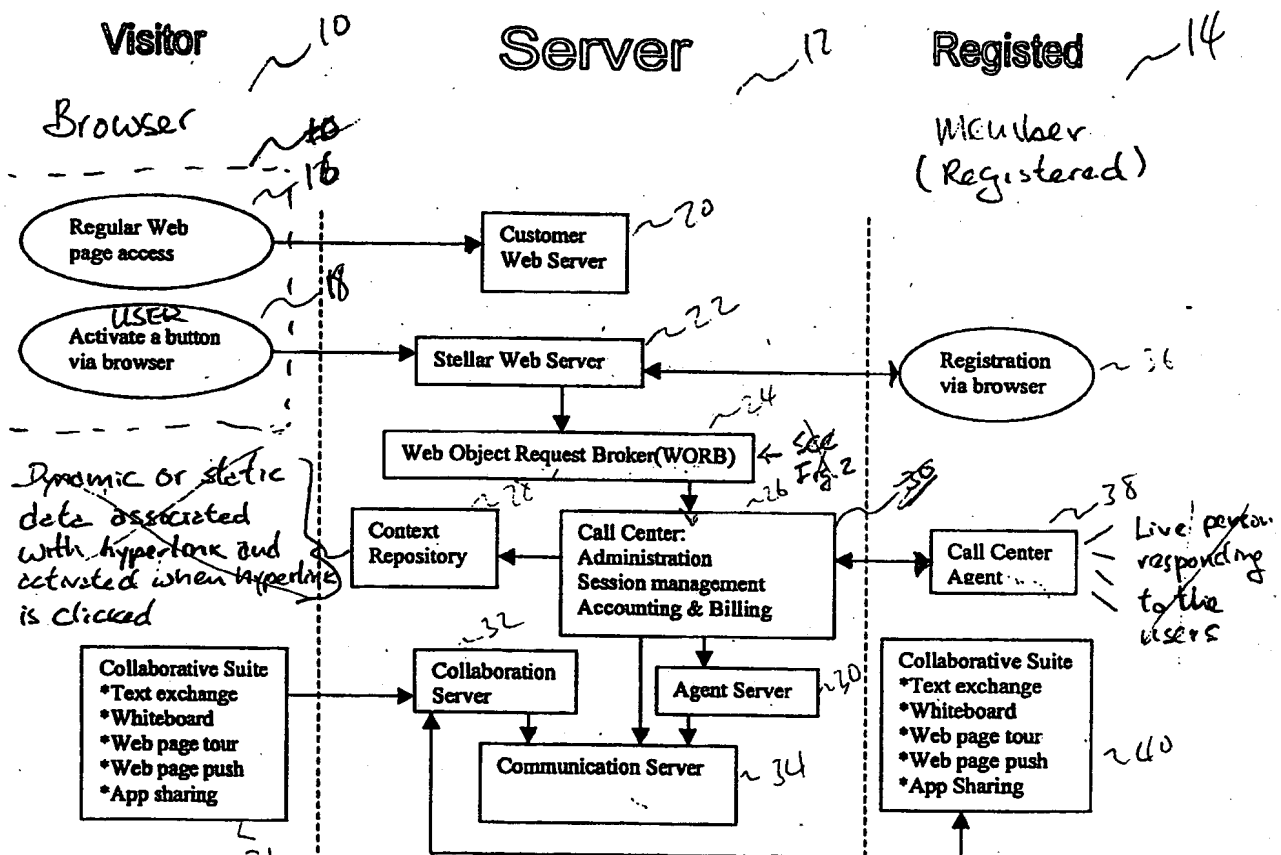 Visitor
10
Server
12
Registed
14
Browser
10
Member
(Registered)
16
Regular Web
page access
Customer
Web Server
20
18
USER
Activate a button
via browser
Stellar Web Server
22
Registration
via browser
36
24
Web Object Request Broker(WORB)
← See
Fig. 2
Dynamic or static
data associated
with hyperlink and
activated when hyperlink
is clicked
28
Context
Repository
26
Call Center:
Administration
Session management
Accounting & Billing
38
Call Center
Agent
Live person
responding
to the
users
Collaborative Suite
*Text exchange
*Whiteboard
*Web page tour
*Web page push
*App sharing
32
Collaboration
Server
Agent Server
30
Communication Server
34
Collaborative Suite
*Text exchange
*Whiteboard
*Web page tour
*Web page push
*App Sharing
40